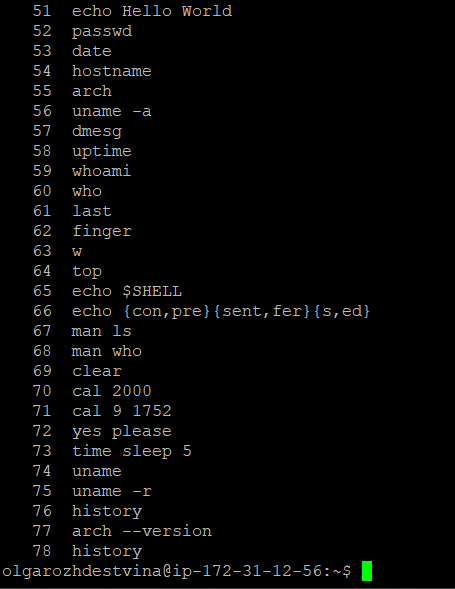 51 echo Hello World
52 passwd
53 date
54 hostname
55 arch
56 uname -a
57 dmesg
58 uptime
59 whoami
60 who
61 last
62 finger
63 w
64 top
65 echo $SHELL
66 echo {con,pre}{sent,fer}{s,ed}
67 man ls
68 man who
69 clear
70 cal 2000
71 cal 9 1752
72 yes please
73 time sleep 5
74 uname
75 uname -r
76 history
77 arch --version
78 history
olgarozhdestvina@ip-172-31-12-56:~$